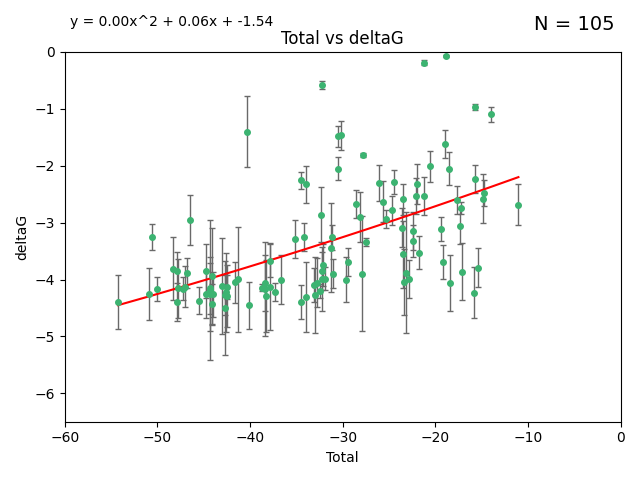 y = 0.00x^2 + 0.06x + -1.54
N = 105
Total vs deltaG
0
−1
−2
−3
−4
−5
−6
deltaG
−60 −50 −40 −30 −20 −10 0
Total